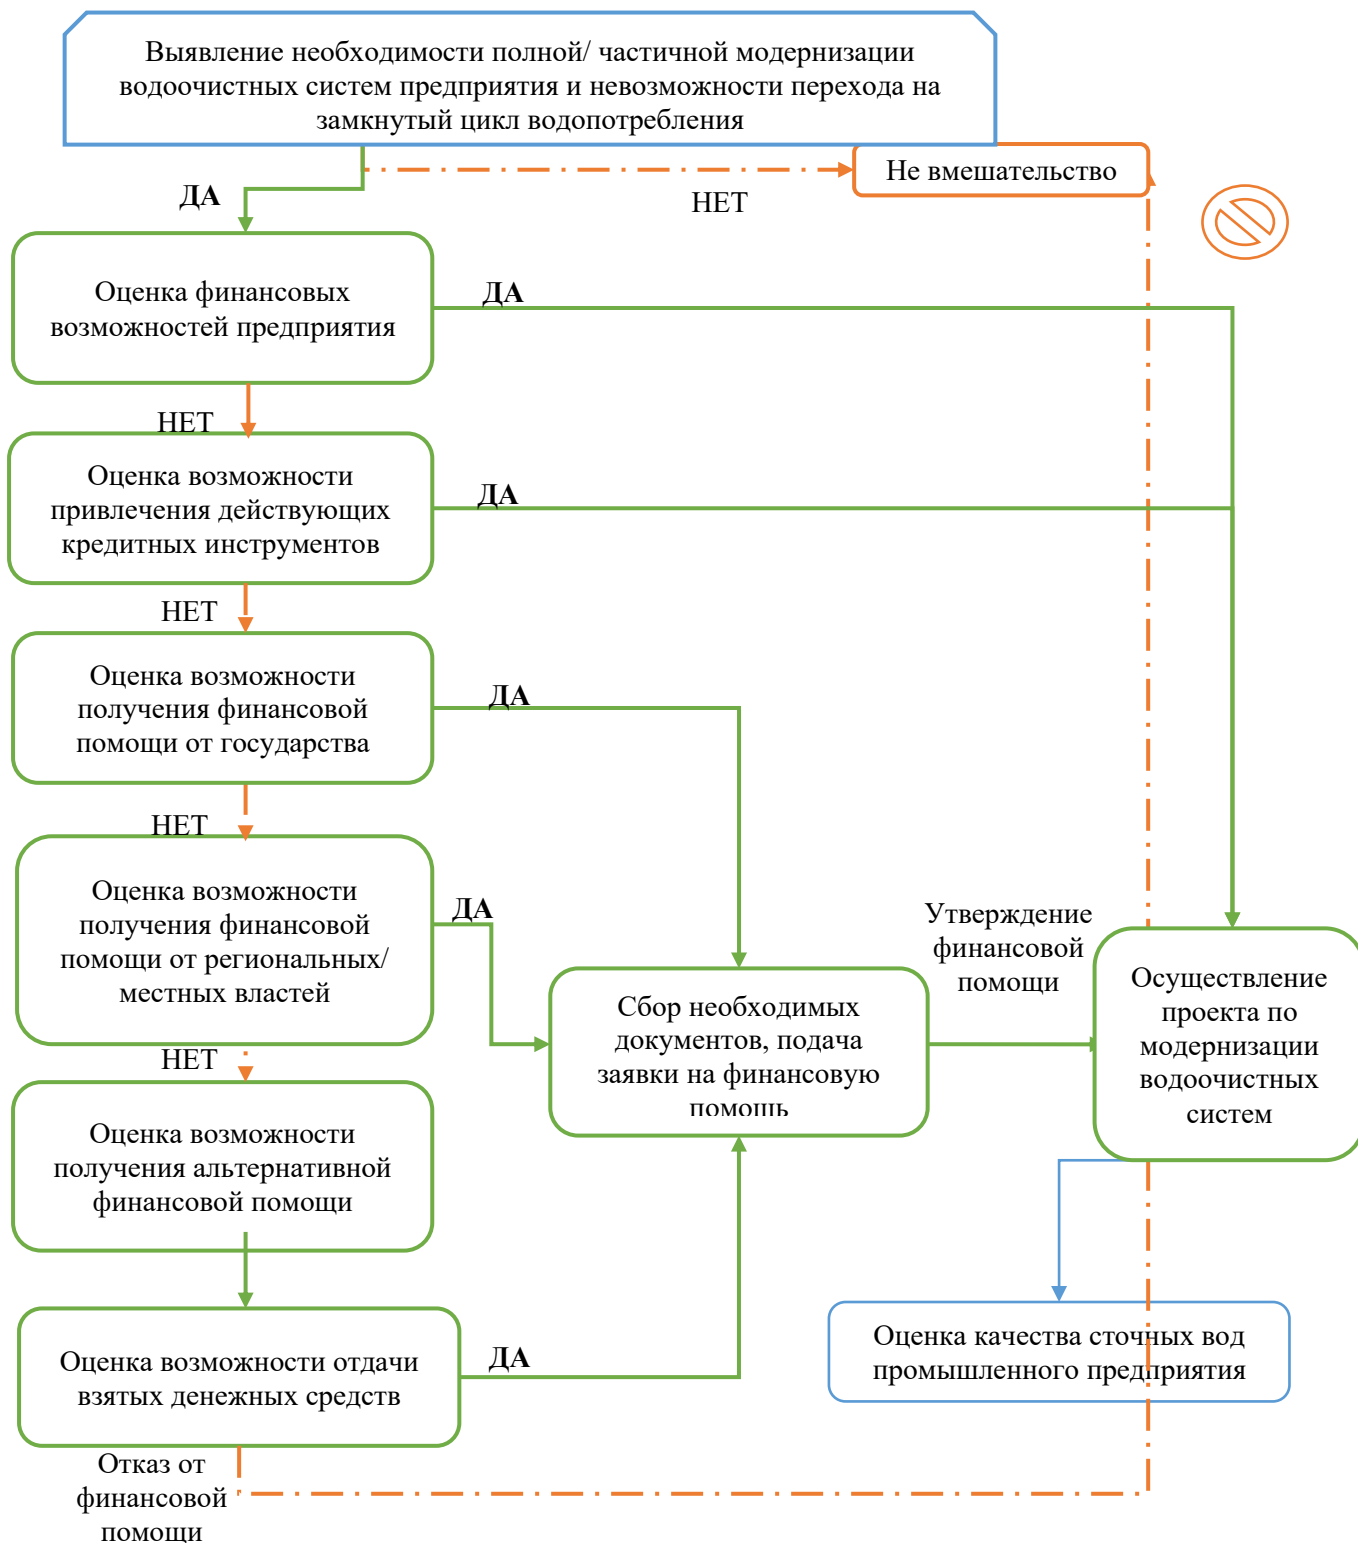 Выявление необходимости полной/ частичной модернизации
водоочистных систем предприятия и невозможности перехода на
замкнутый цикл водопотребления
Не вмешательство
НЕТ
ДА
Оценка финансовых
возможностей предприятия
ДА
НЕТ
Оценка возможности
привлечения действующих
кредитных инструментов
ДА
НЕТ
Оценка возможности
получения финансовой
помощи от государства
ДА
НЕТ
Оценка возможности
получения финансовой
помощи от региональных/
местных властей
ДА
Утверждение
финансовой
помощи
Сбор необходимых
документов, подача
заявки на финансовую
помощь
Осуществление
проекта по
модернизации
водоочистных
систем
НЕТ
Оценка возможности
получения альтернативной
финансовой помощи
Оценка возможности отдачи
взятых денежных средств
ДА
Оценка качества сточных вод
промышленного предприятия
Отказ от
финансовой
помощи